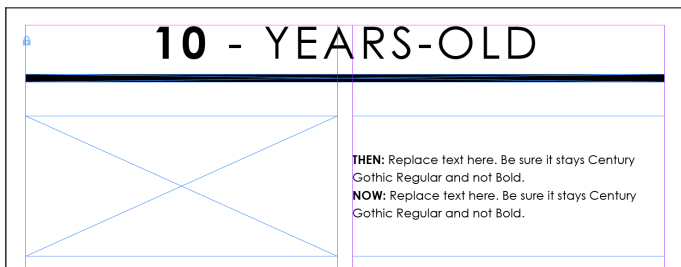 10 - YEARS-OLD
THEN: Replace text here. Be sure it stays Century
Gothic Regular and not Bold.
NOW: Replace text here. Be sure it stays Century
Gothic Regular and not Bold.